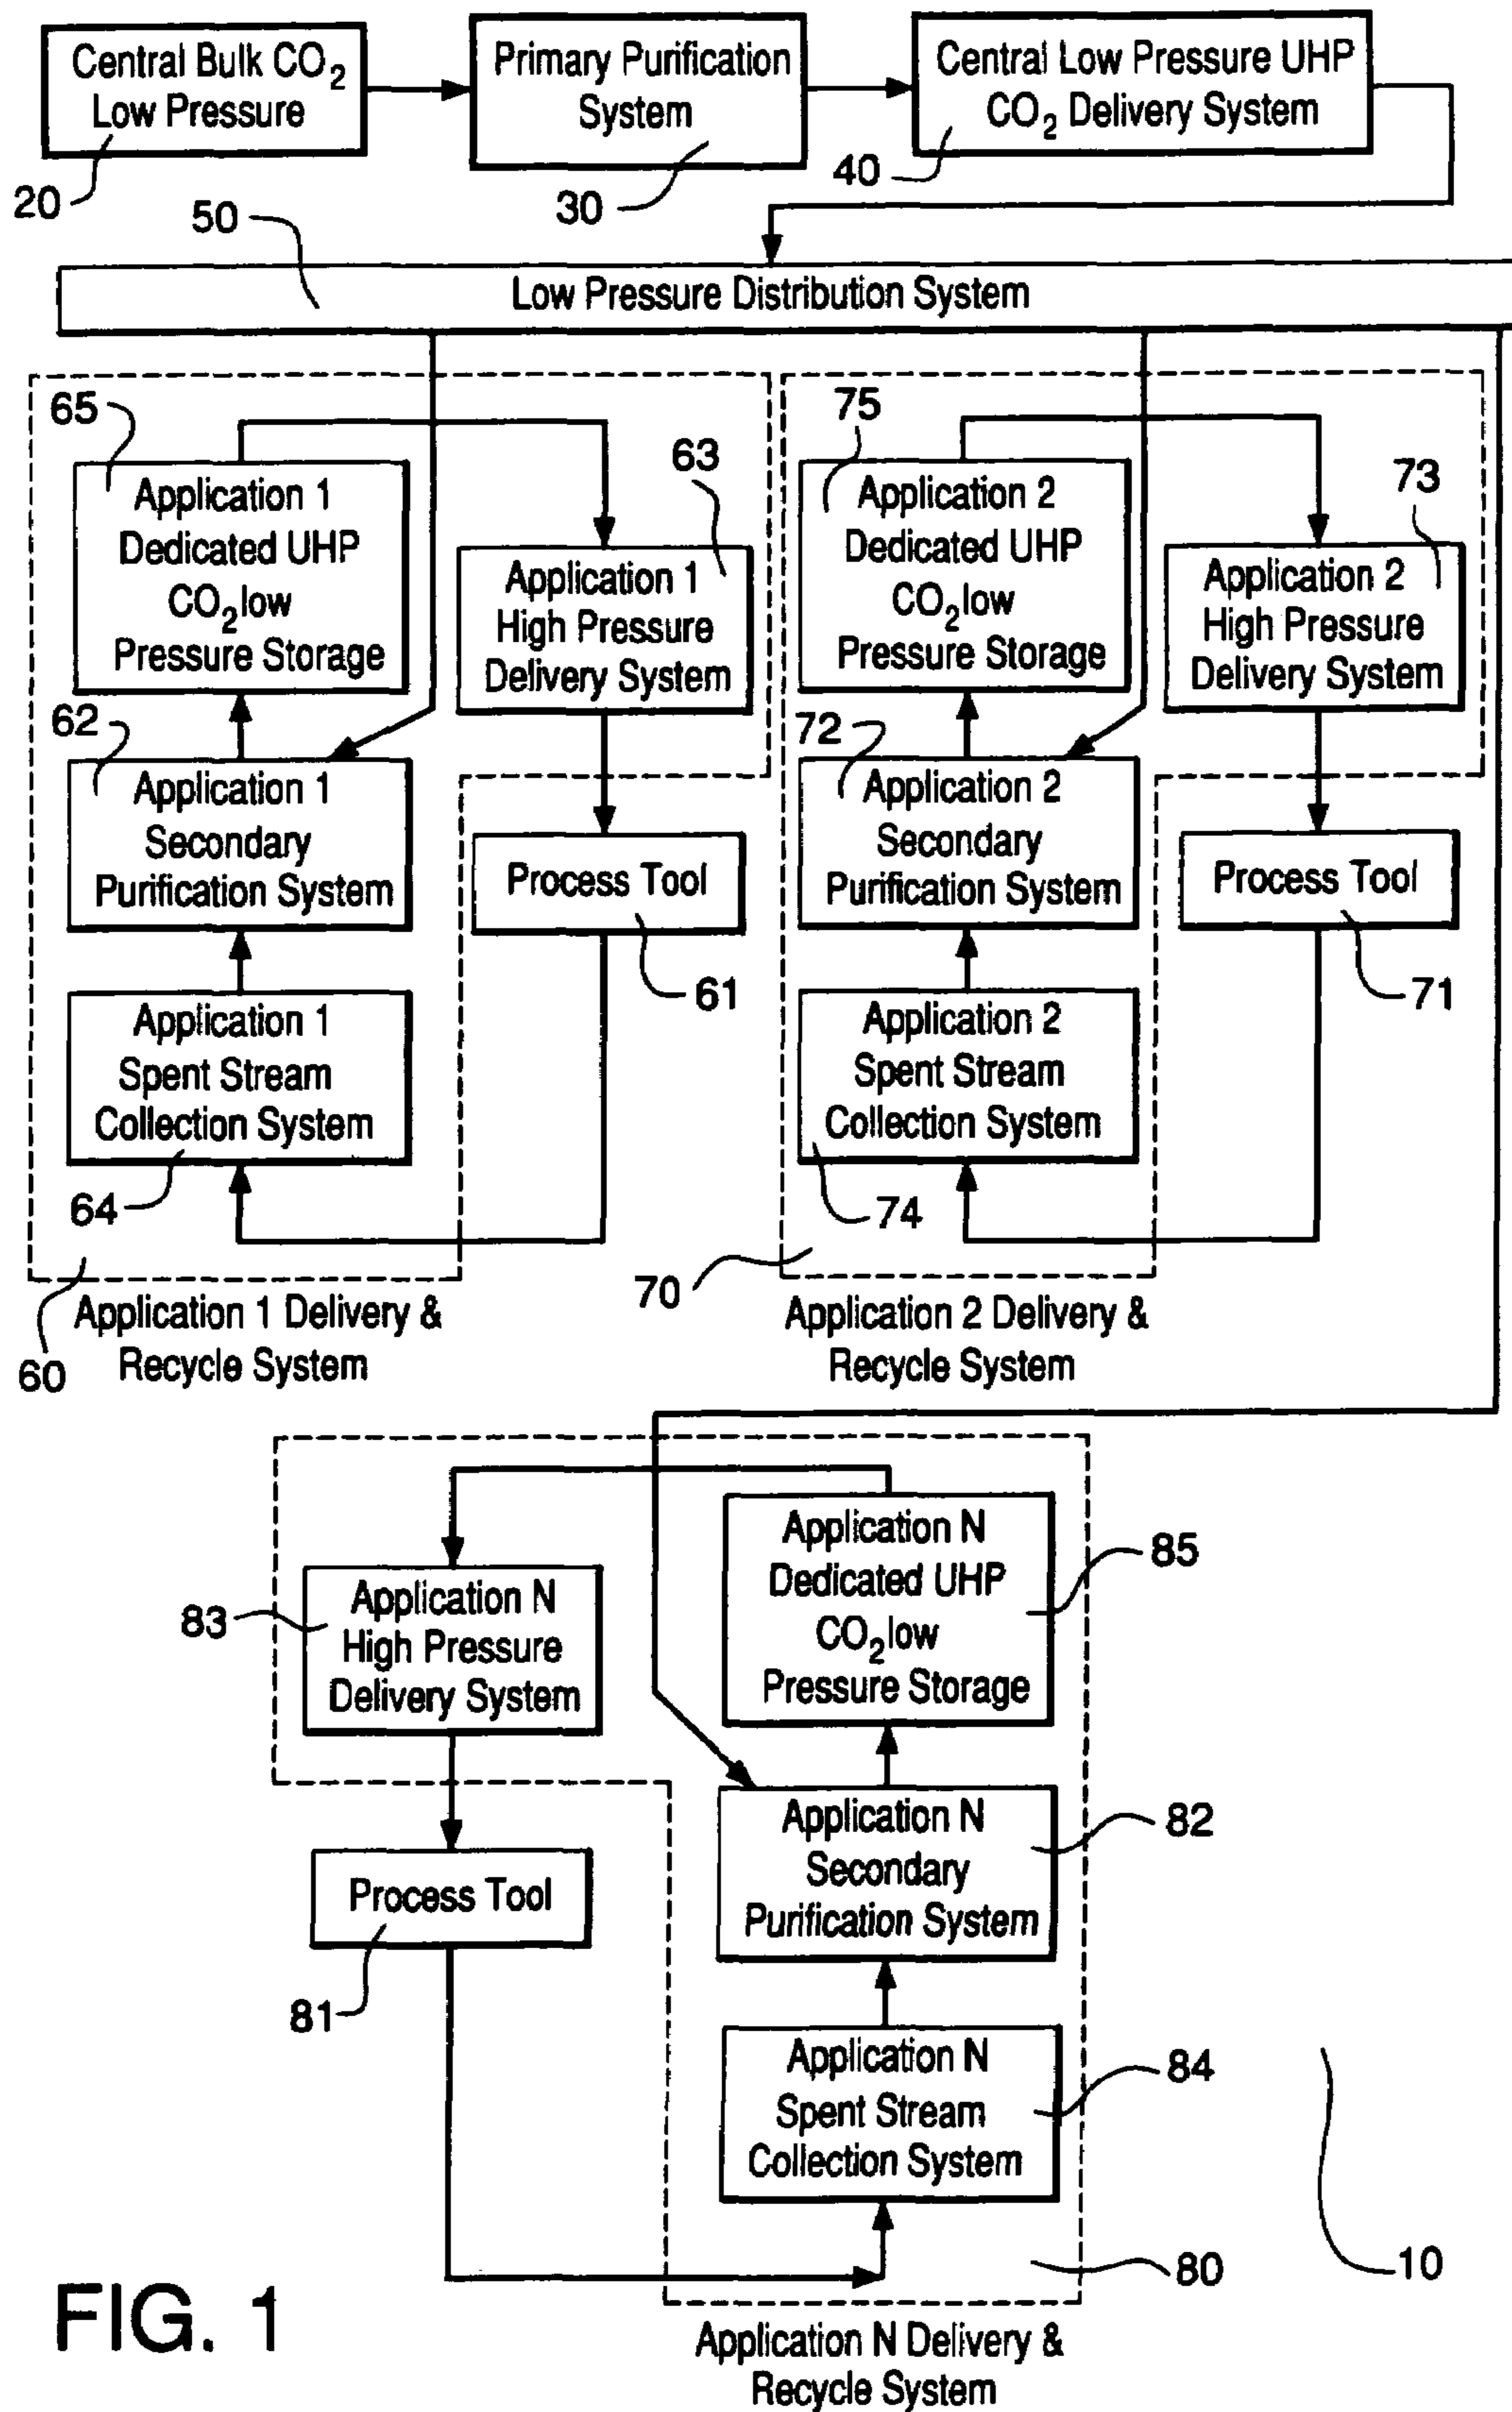 Central Bulk CO2
Low Pressure
20
Primary Purification
System
30
Central Low Pressure UHP
CO2 Delivery System
40
50
Low Pressure Distribution System
65
Application 1
Dedicated UHP
CO2low
Pressure Storage
63
Application 1
High Pressure
Delivery System
62
Application 1
Secondary
Purification System
Process Tool
61
Application 1
Spent Stream
Collection System
64
60
Application 1 Delivery &
Recycle System
75
Application 2
Dedicated UHP
CO2low
Pressure Storage
73
Application 2
High Pressure
Delivery System
72
Application 2
Secondary
Purification System
Process Tool
71
Application 2
Spent Stream
Collection System
74
70
Application 2 Delivery &
Recycle System
83
Application N
High Pressure
Delivery System
Application N
Dedicated UHP
CO2low
Pressure Storage
85
Process Tool
81
Application N
Secondary
Purification System
82
Application N
Spent Stream
Collection System
84
80
10
Application N Delivery &
Recycle System
FIG. 1